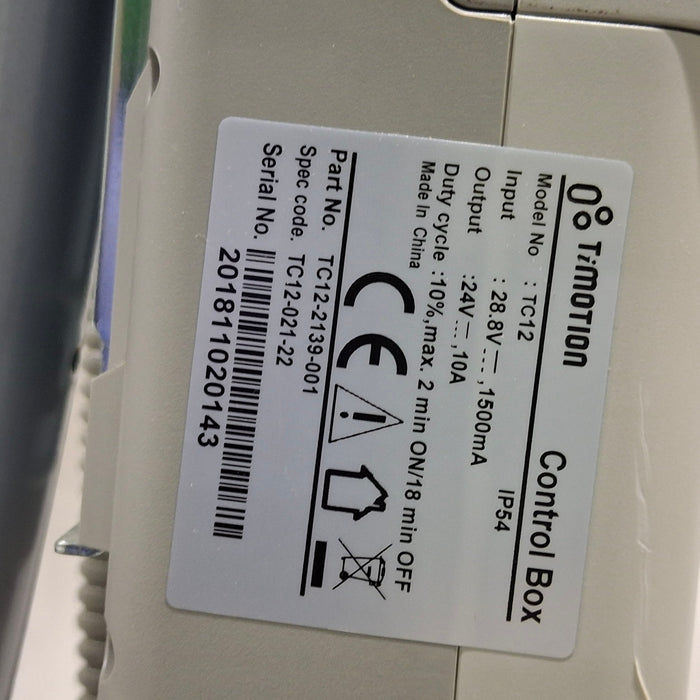 TiMOTION Control Box
Model No : TC12 IP54
Input : 28.8V⎓,1500mA
Output :24V⎓,10A
Duty cycle :10%,max. 2 min ON/18 min OFF
Made In China
CE
Part No. TC12-2139-001
Spec code. TC12-021-22
Serial No.
201811020143